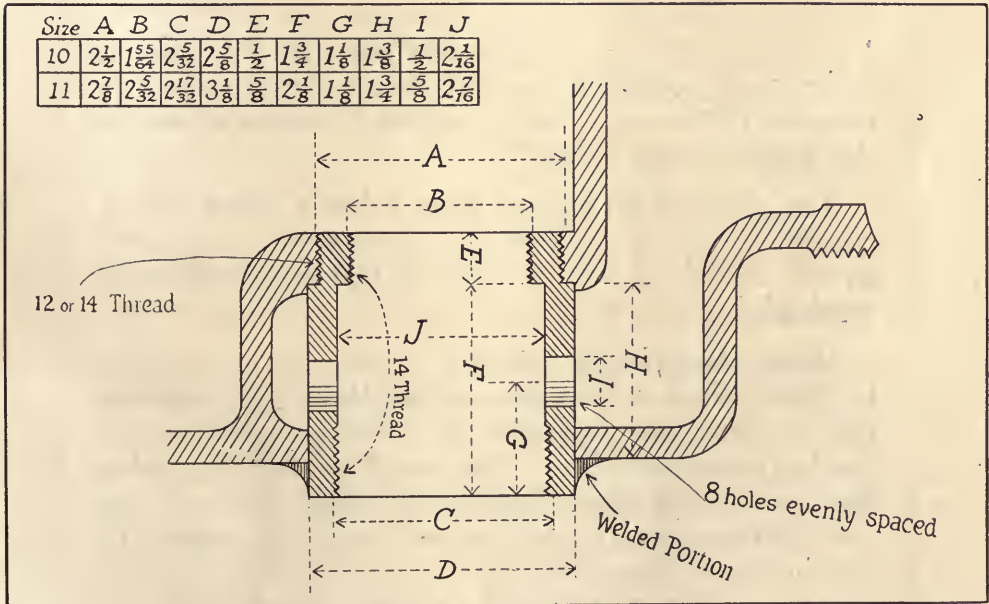 Size A B C D E F G H I J
10 2 1/2 1 55/64 2 5/32 2 5/8 1/2 1 3/4 1 1/8 1 3/8 1/2 2 1/16
11 2 7/8 2 5/32 2 17/32 3 1/8 5/8 2 1/8 1 1/8 1 3/4 5/8 2 7/16
A
B
E
12 or 14 Thread
J
F
H
I
14 Thread
G
8 holes evenly spaced
C
Welded Portion
D